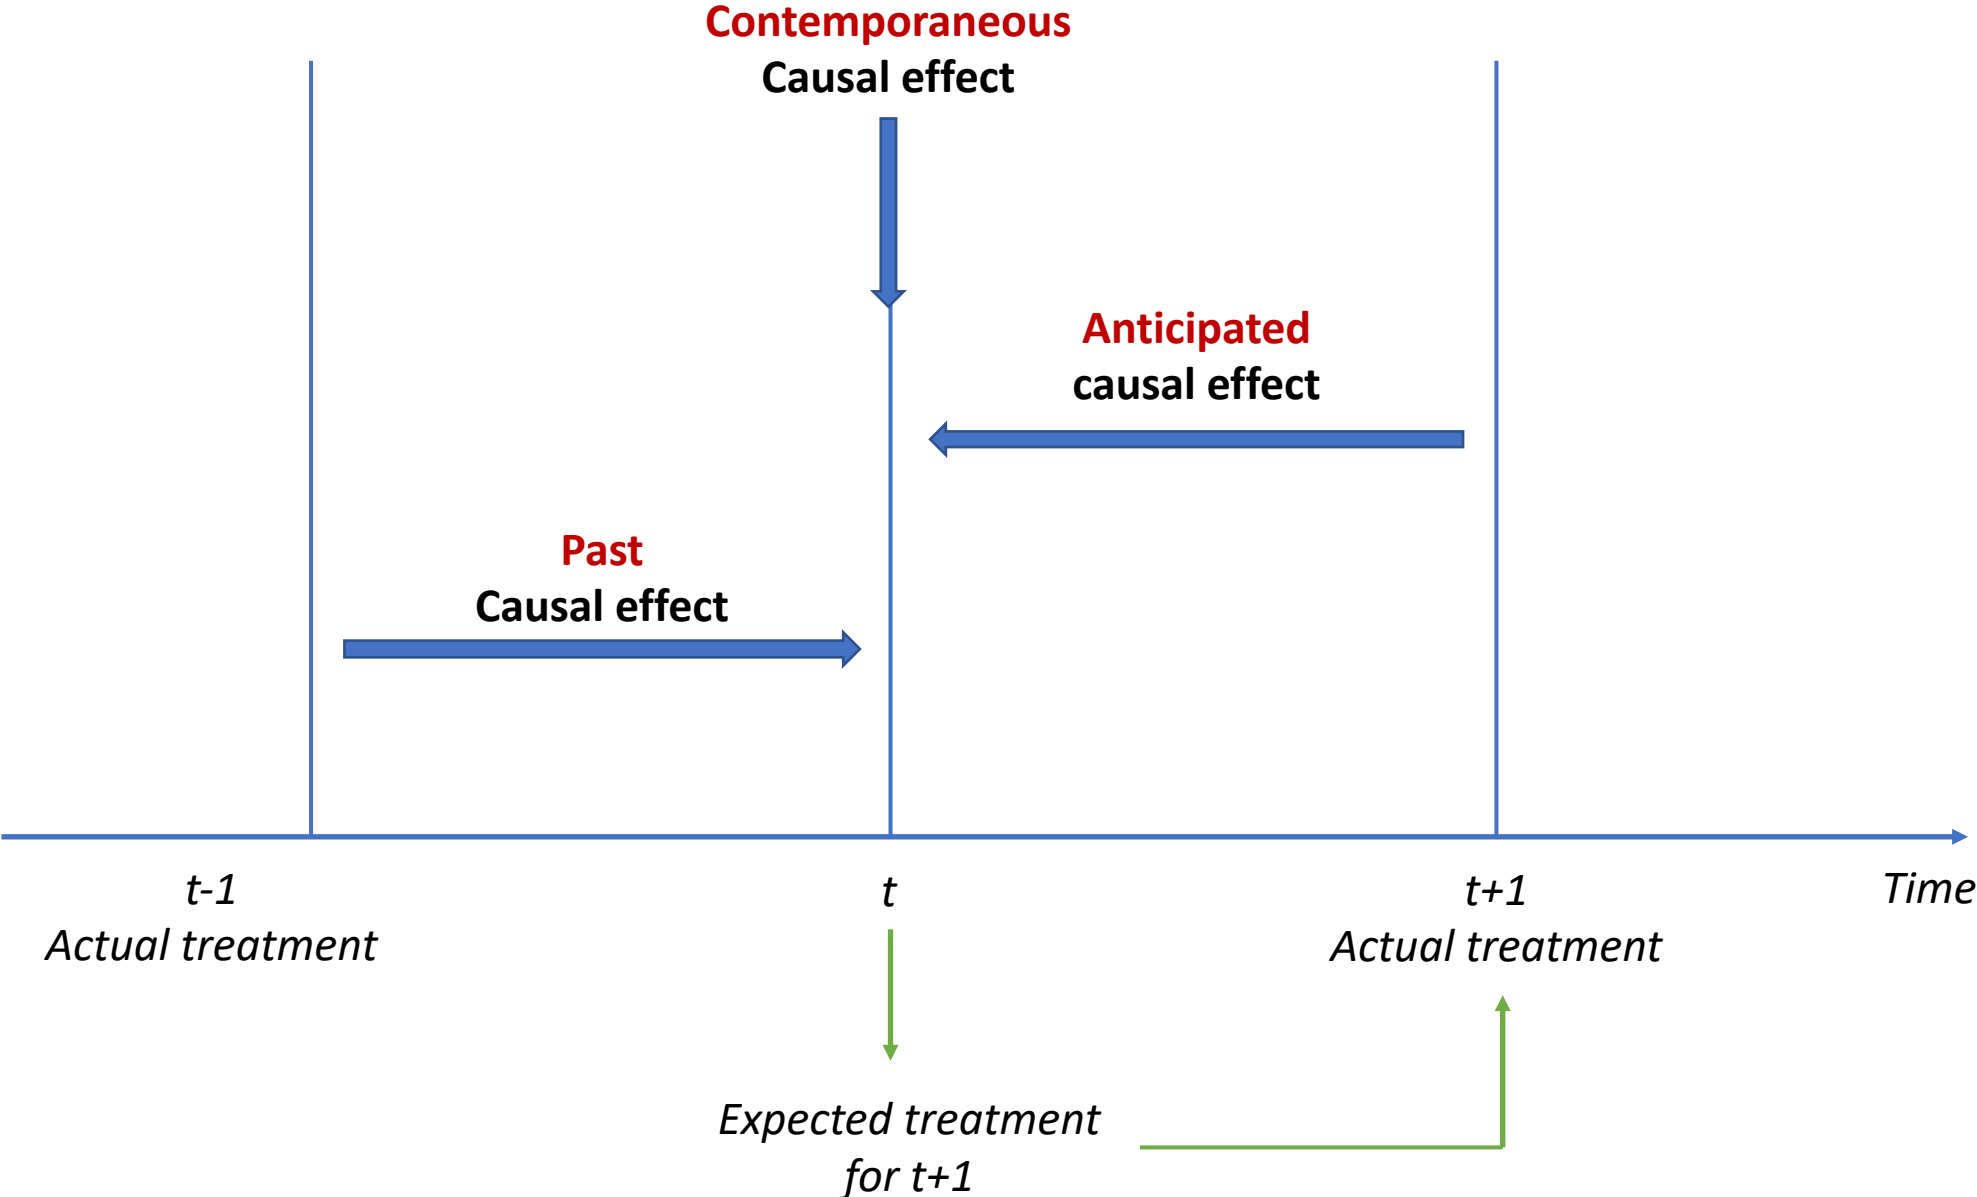 Contemporaneous
Causal effect
Anticipated
causal effect
Past
Causal effect
t-1
Actual treatment
t
t+1
Actual treatment
Time
Expected treatment
for t+1